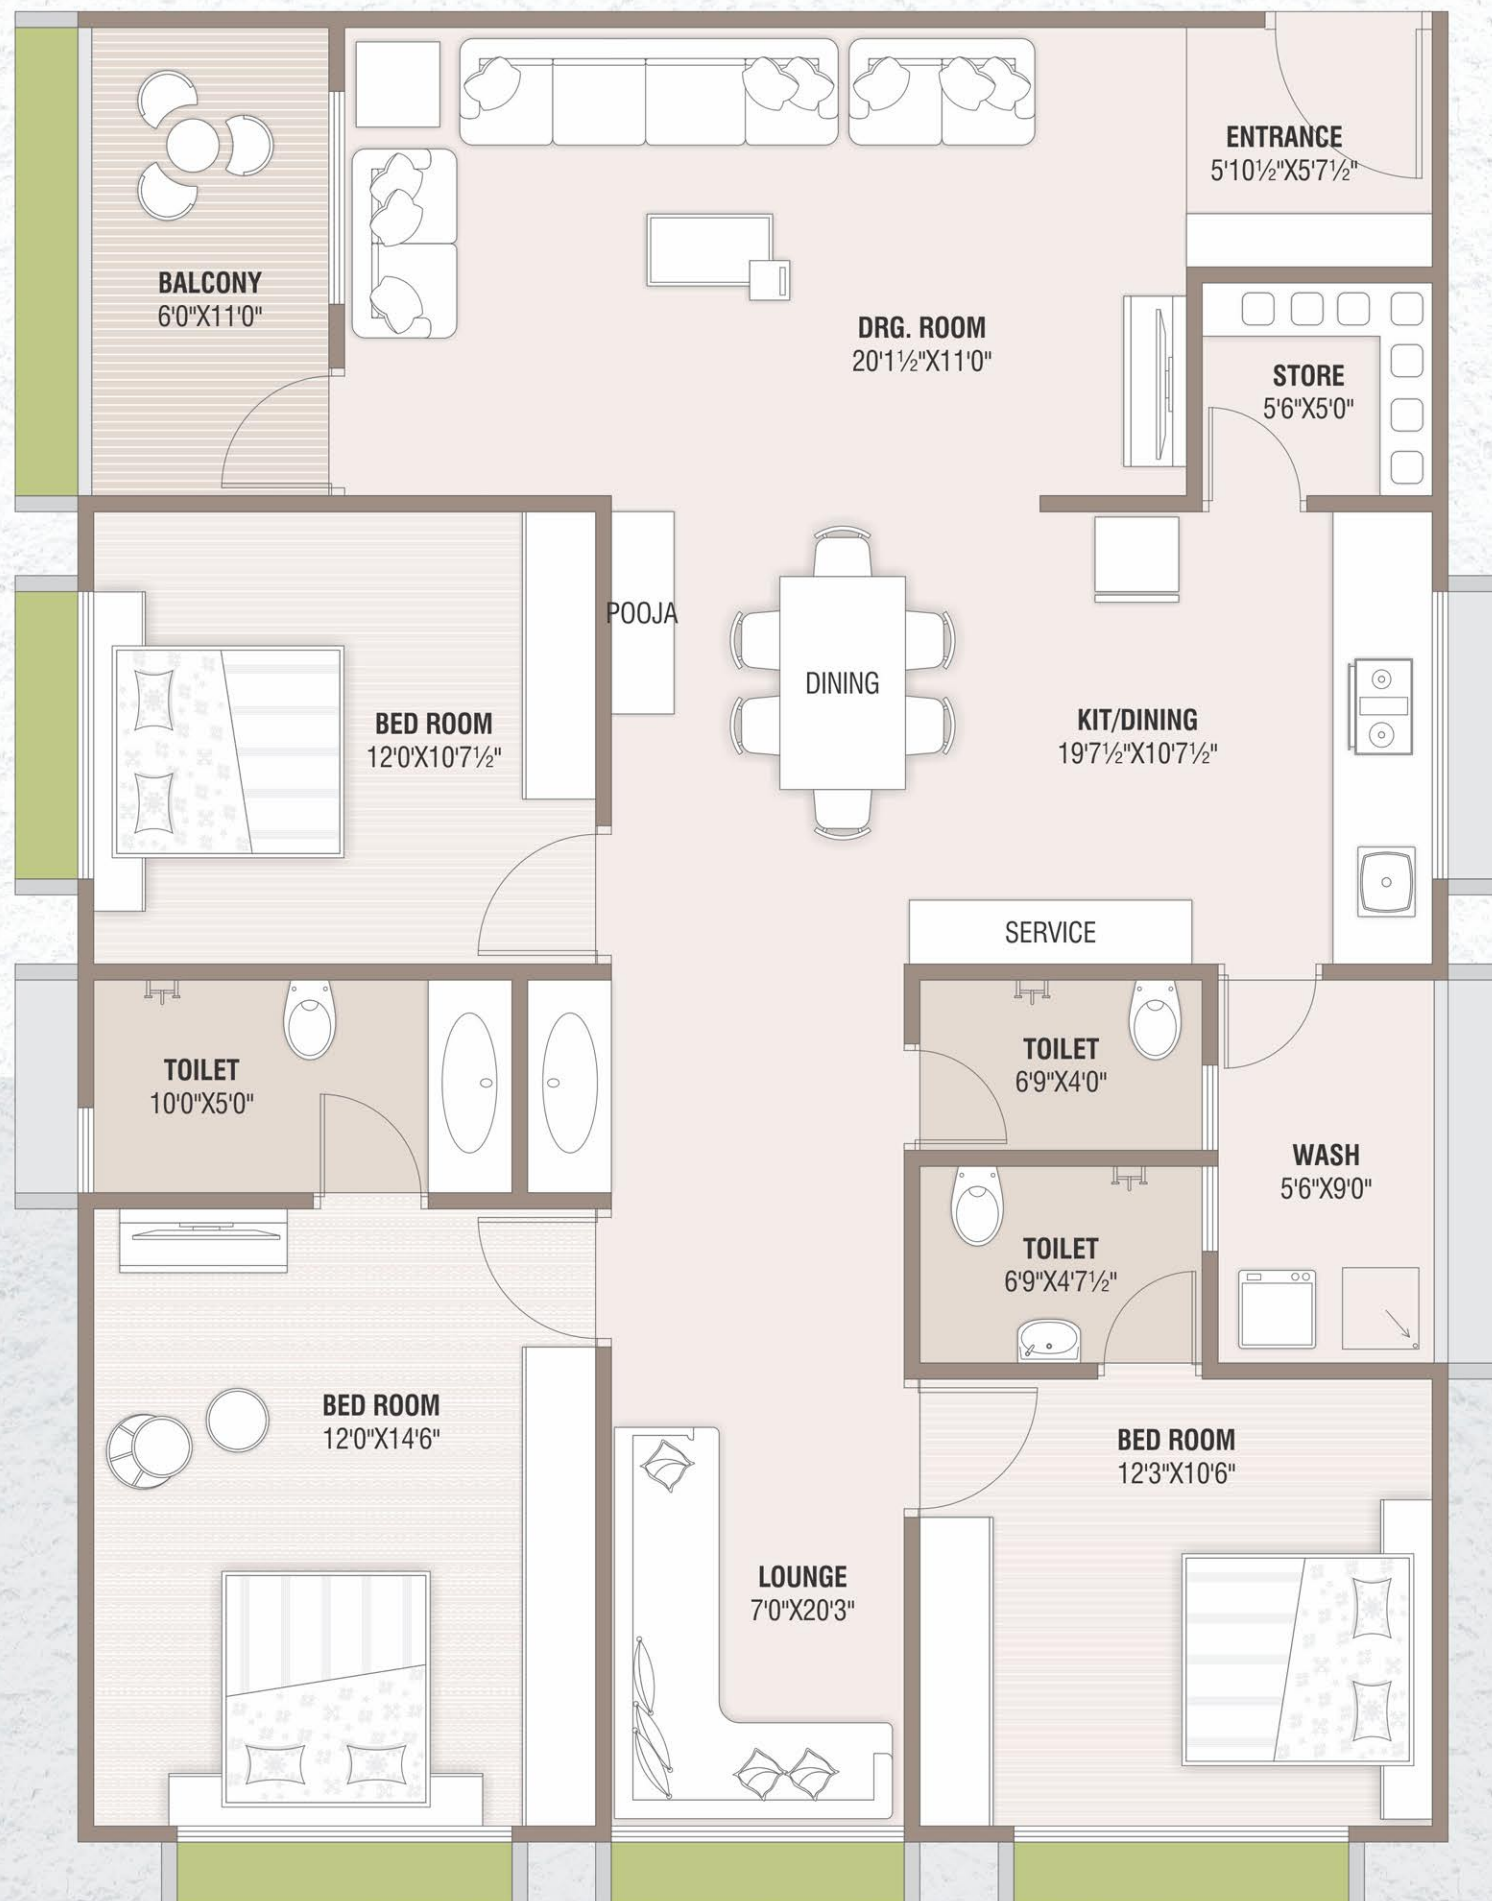 ENTRANCE
5'10½"X5'7½"
BALCONY
6'0"X11'0"
DRG. ROOM
20'1½"X11'0"
STORE
5'6"X5'0"
POOJA
DINING
BED ROOM
12'0'X10'7½"
KIT/DINING
19'7½"X10'7½"
SERVICE
TOILET
10'0"X5'0"
TOILET
6'9"X4'0"
WASH
5'6"X9'0"
TOILET
6'9"X4'7½"
BED ROOM
12'0"X14'6"
BED ROOM
12'3"X10'6"
LOUNGE
7'0"X20'3"